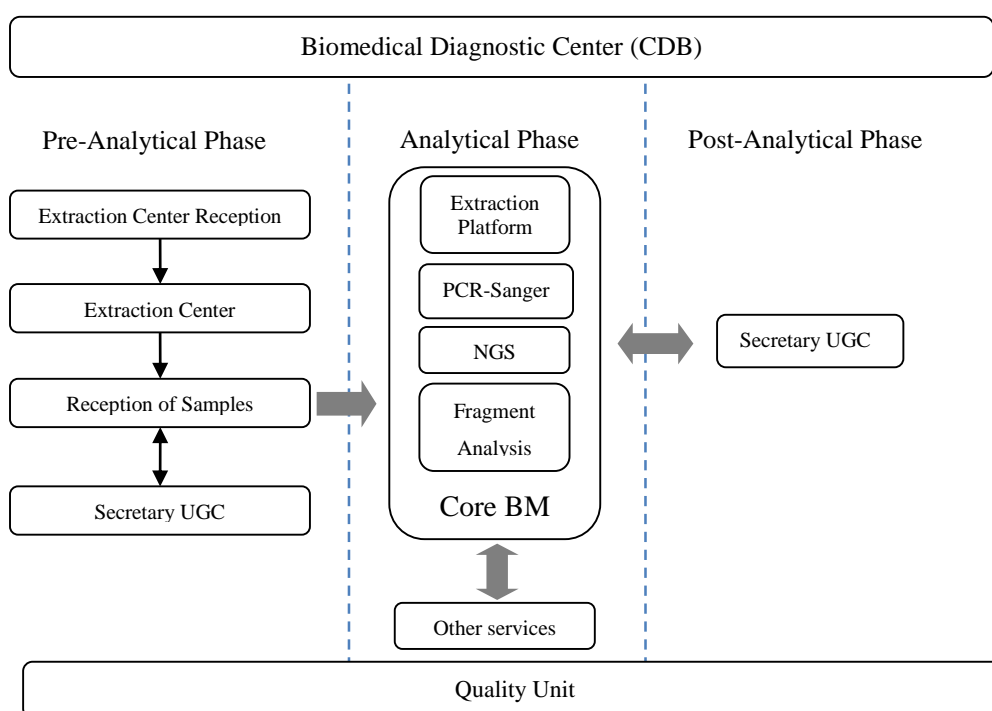 Biomedical Diagnostic Center (CDB)
Pre-Analytical Phase
Extraction Center Reception
Extraction Center
Reception of Samples
Secretary UGC
Analytical Phase
Extraction
Platform
PCR-Sanger
NGS
Fragment
Analysis
Core BM
Other services
Post-Analytical Phase
Secretary UGC
Quality Unit